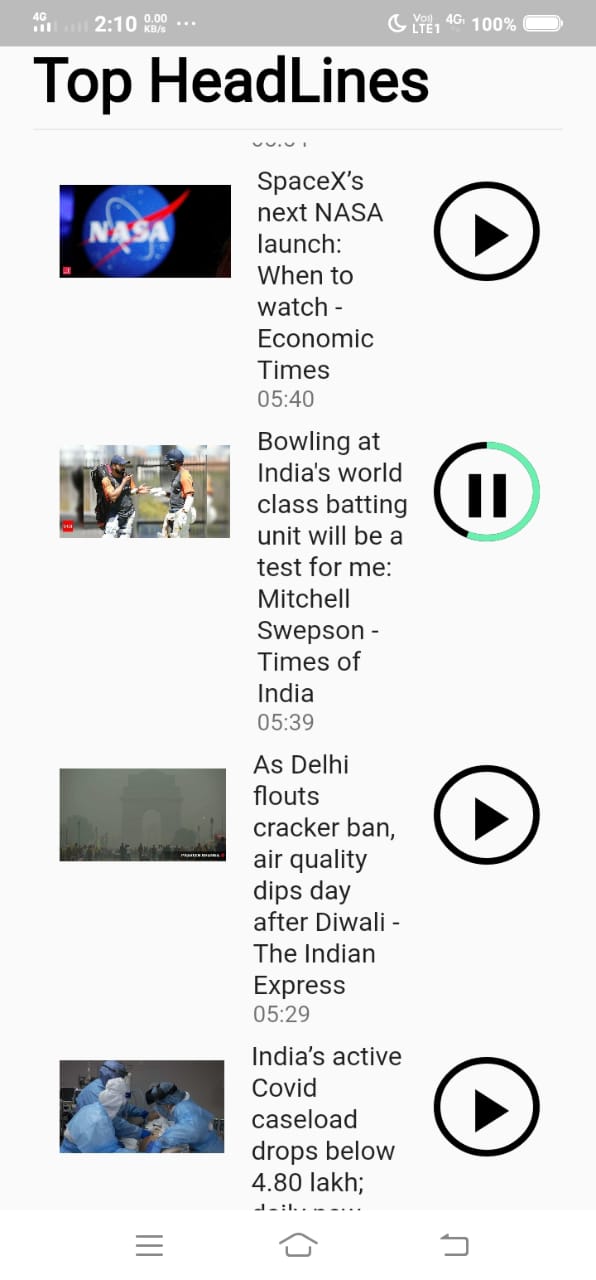 4G
2:10 0.00 KB/s ...
Vo)) LTE1 4G 100%
Top HeadLines
NASA
SpaceX’s
next NASA
launch:
When to
watch -
Economic
Times
05:40
Bowling at
India's world
class batting
unit will be a
test for me:
Mitchell
Swepson -
Times of
India
05:39
As Delhi
flouts
cracker ban,
air quality
dips day
after Diwali -
The Indian
Express
05:29
India’s active
Covid
caseload
drops below
4.80 lakh;
daily new